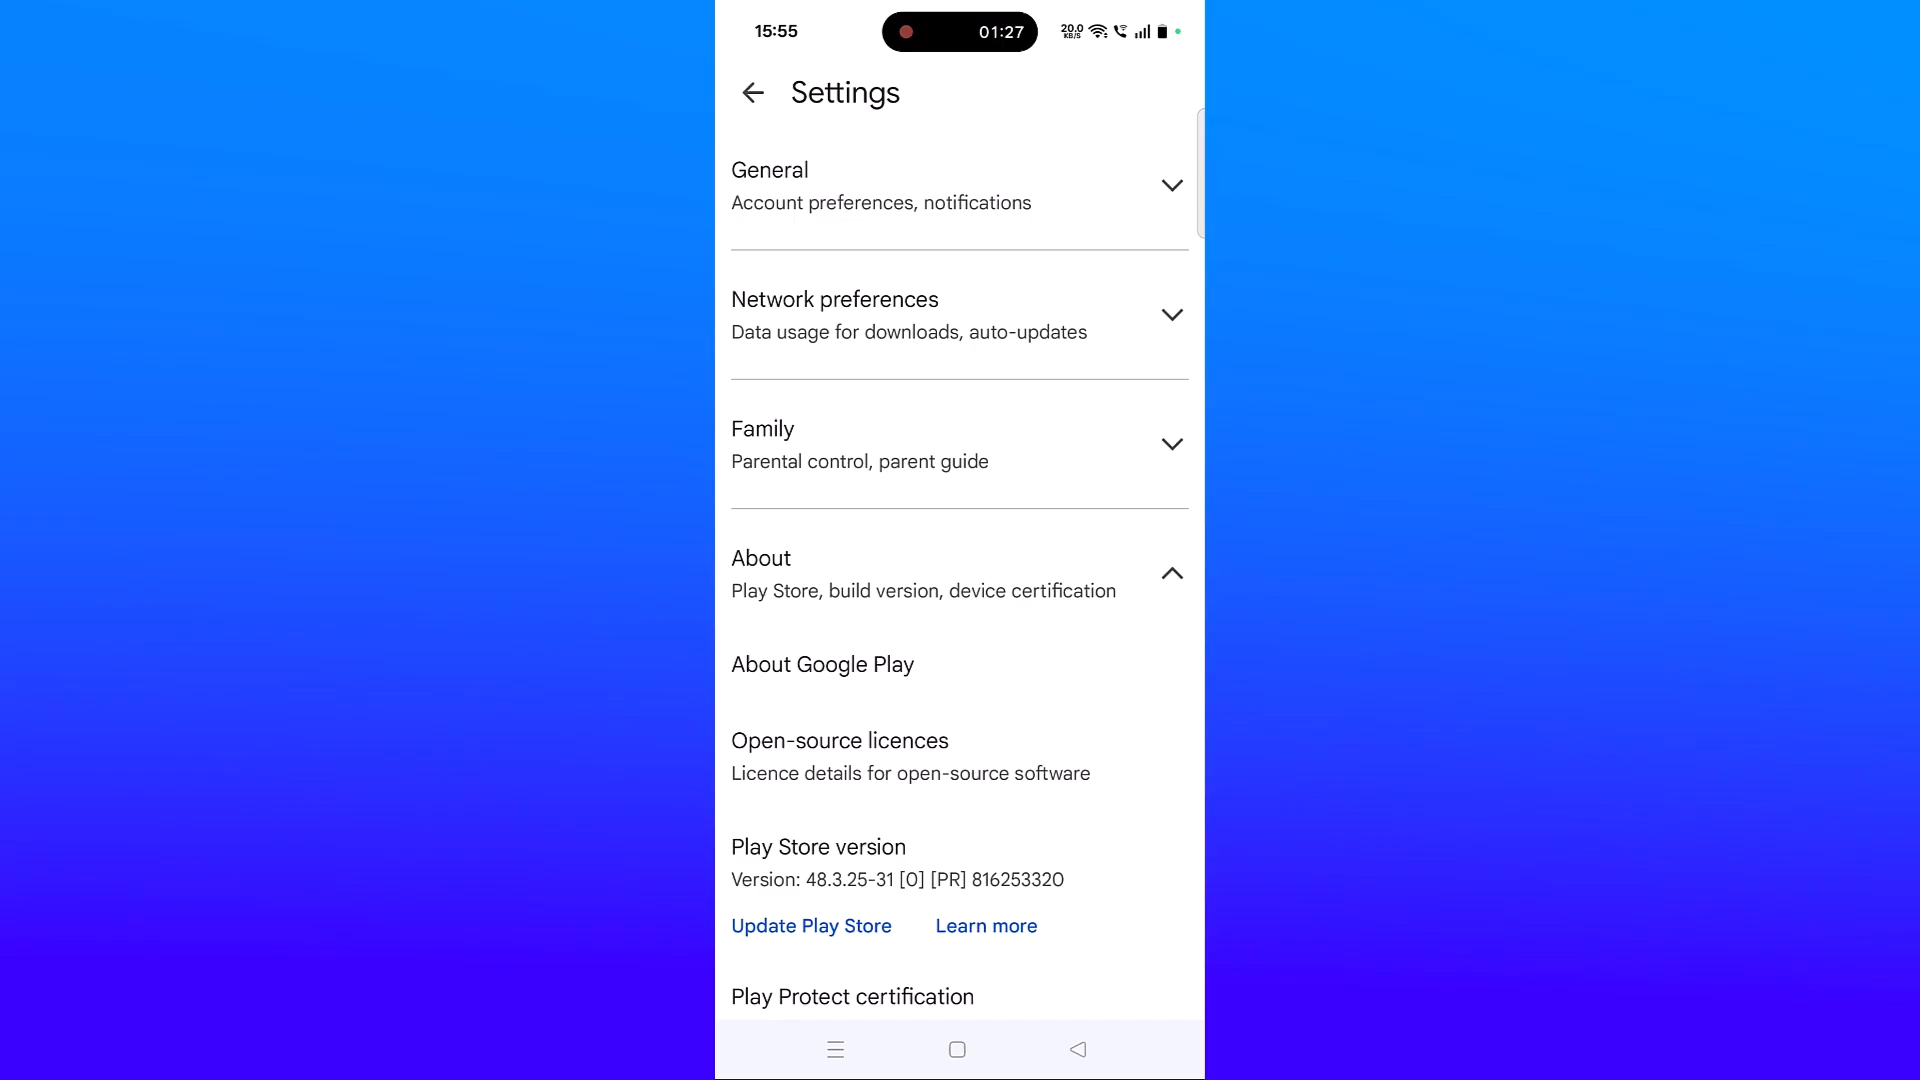 15:55
01:27
20.0
KB/S
Settings
General
Account preferences, notifications
Network preferences
Data usage for downloads, auto-updates
Family
Parental control, parent guide
About
Play Store, build version, device certification
About Google Play
Open-source licences
Licence details for open-source software
Play Store version
Version: 48.3.25-31 [0] [PR] 816253320
Update Play Store
Learn more
Play Protect certification